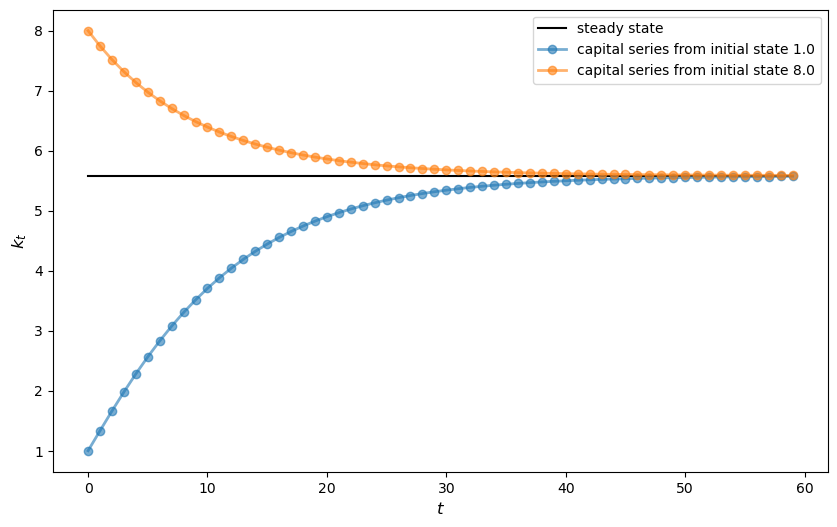 steady state
capital series from initial state 1.0
capital series from initial state 8.0
8
7
6
5
4
3
2
1
k_t
0 10 20 30 40 50 60
t